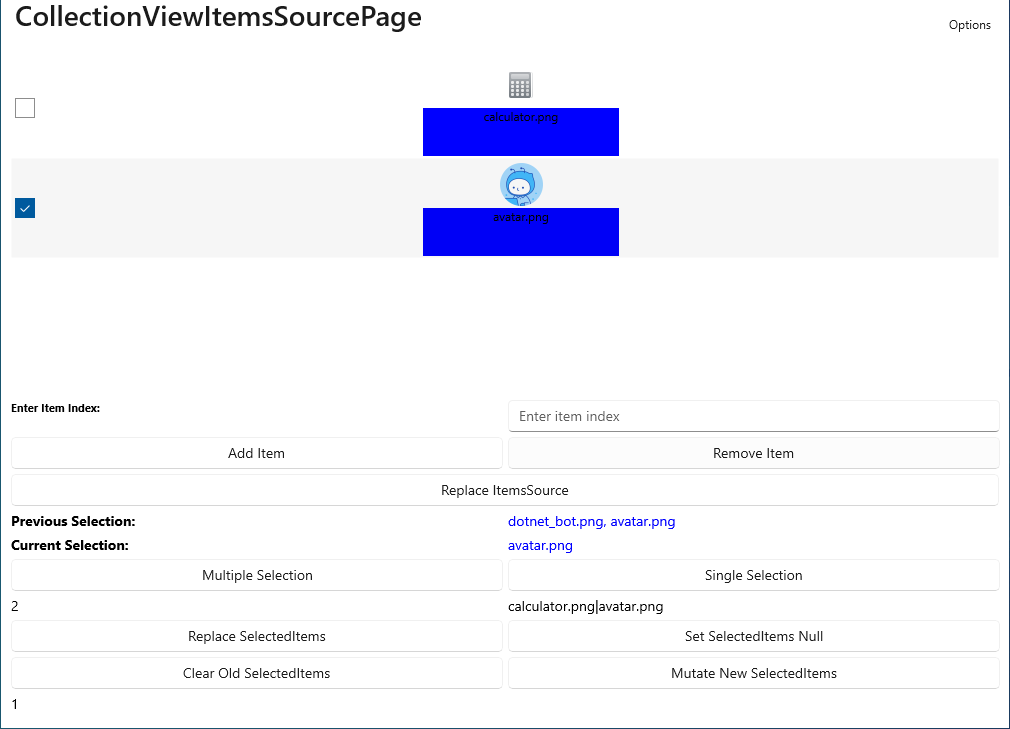 CollectionViewItemsSourcePage
Options
calculator.png
avatar.png
Enter Item Index:
Enter item index
Add Item
Remove Item
Replace ItemsSource
Previous Selection:
dotnet_bot.png, avatar.png
Current Selection:
avatar.png
Multiple Selection
Single Selection
2
calculator.png|avatar.png
Replace SelectedItems
Set SelectedItems Null
Clear Old SelectedItems
Mutate New SelectedItems
1